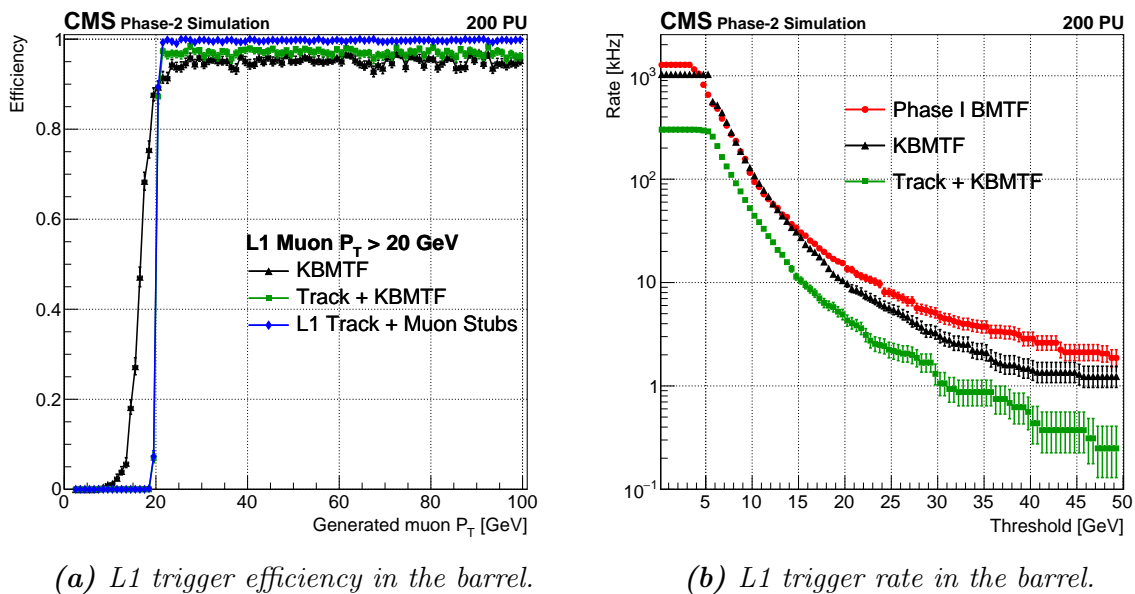 CMS Phase-2 Simulation 200 PU
Efficiency
1
0.8
0.6
0.4
0.2
0
L1 Muon P_T > 20 GeV
KBMTF
Track + KBMTF
L1 Track + Muon Stubs
0 20 40 60 80 100
Generated muon P_T [GeV]
(a) L1 trigger efficiency in the barrel.
CMS Phase-2 Simulation 200 PU
Rate [kHz]
10³
10²
10
1
10⁻¹
Phase I BMTF
KBMTF
Track + KBMTF
0 5 10 15 20 25 30 35 40 45 50
Threshold [GeV]
(b) L1 trigger rate in the barrel.